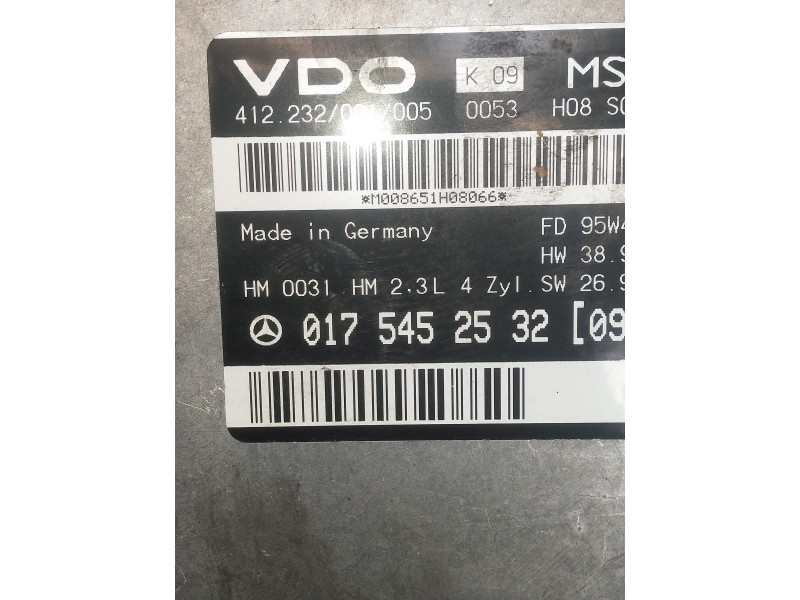 VDO K 09 MS
412.232/001/005 0053 H08 S
*M008651H08066*
Made in Germany FD 95W4
HW 38.9
HM 0031 HM 2.3L 4 Zyl. SW 26.9
017 545 25 32 [09